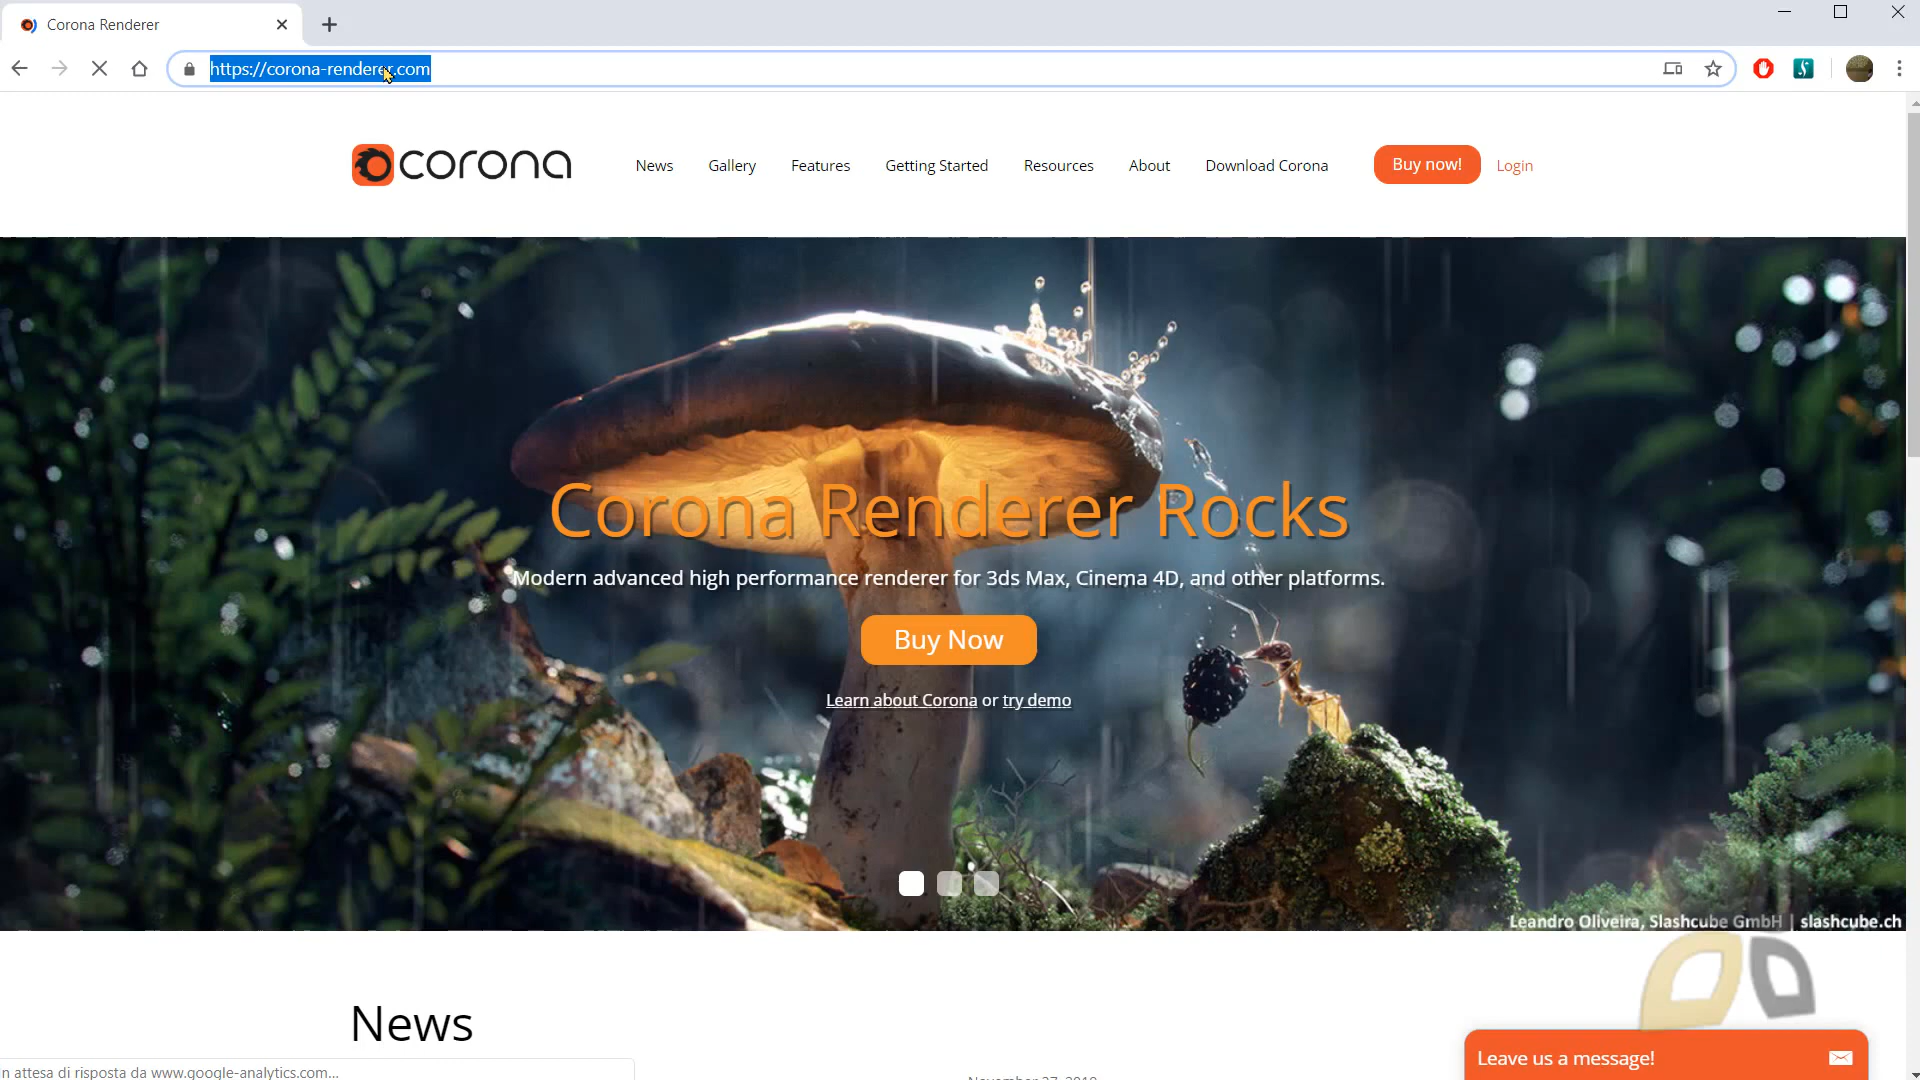 Corona Renderer
https://corona-renderer.com
corona
News
Gallery
Features
Getting Started
Resources
About
Download Corona
Buy now!
Login
Corona Renderer Rocks
Modern advanced high performance renderer for 3ds Max, Cinema 4D, and other platforms.
Buy Now
Learn about Corona or try demo
Leandro Oliveira, Slashcube GmbH | slashcube.ch
News
Leave us a message!
n attesa di risposta da www.google-analytics.com...